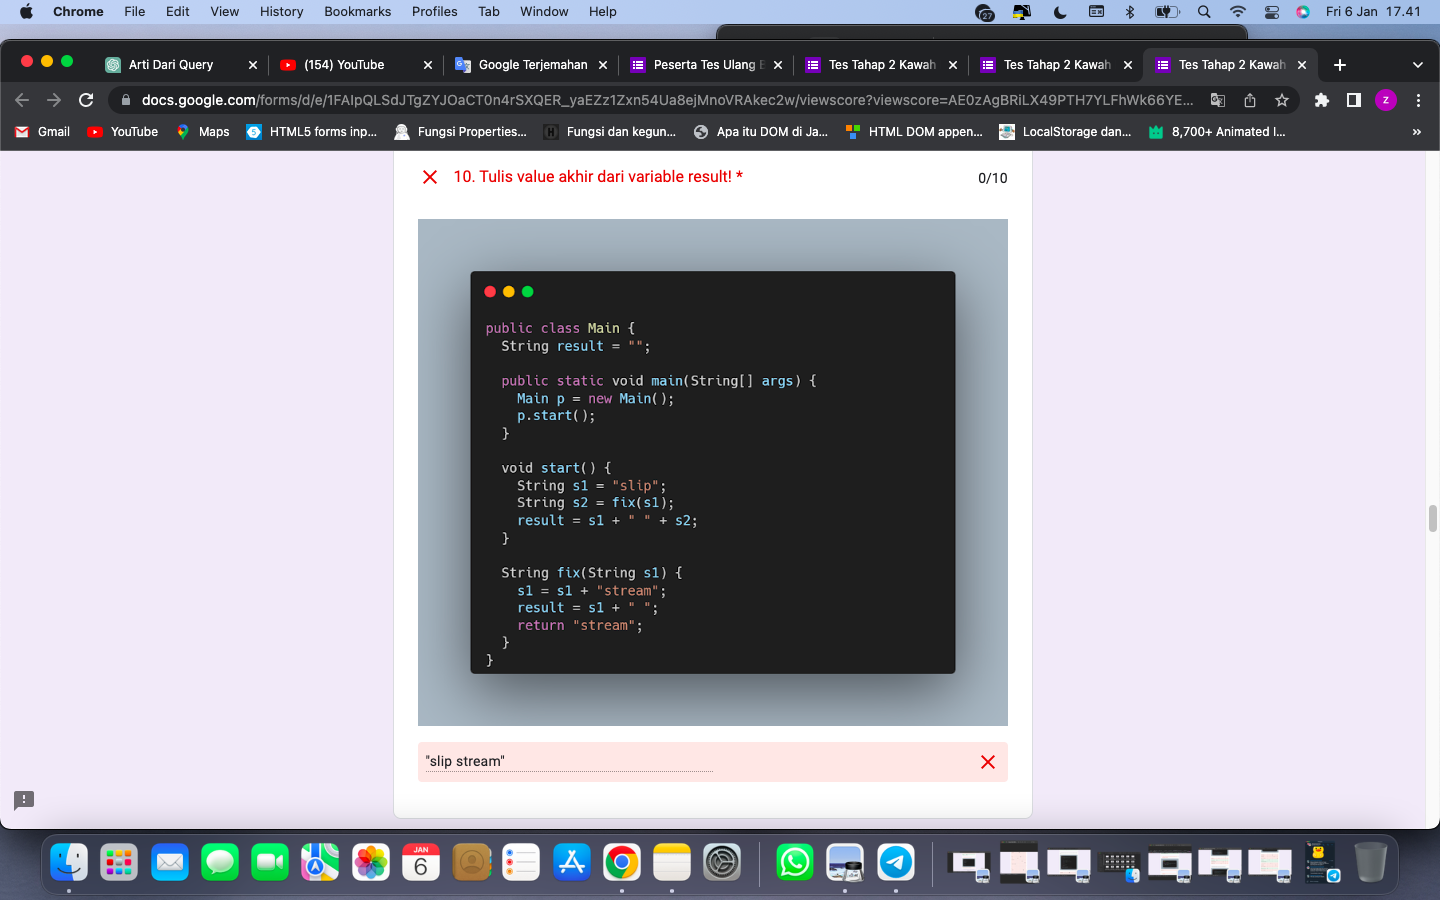 Chrome File Edit View History Bookmarks Profiles Tab Window Help
27
Fri 6 Jan 17.41
Arti Dari Query
(154) YouTube
Google Terjemahan
Peserta Tes Ulang E
Tes Tahap 2 Kawah
Tes Tahap 2 Kawah
Tes Tahap 2 Kawah
docs.google.com/forms/d/e/1FAIpQLSdJTgZYJOaCT0n4rSXQER_yaEZz1Zxn54Ua8ejMnoVRAkec2w/viewscore?viewscore=AE0zAgBRiLX49PTH7YLFhWk66YE...
Z
Gmail
YouTube
Maps
HTML5 forms inp...
Fungsi Properties...
Fungsi dan kegun...
Apa itu DOM di Ja...
HTML DOM appen...
LocalStorage dan...
8,700+ Animated I...
10. Tulis value akhir dari variable result! *
0/10
public class Main {
String result = "";
public static void main(String[] args) {
Main p = new Main();
p.start();
}
void start() {
String s1 = "slip";
String s2 = fix(s1);
result = s1 + " " + s2;
}
String fix(String s1) {
s1 = s1 + "stream";
result = s1 + " ";
return "stream";
}
}
"slip stream"
JAN
6